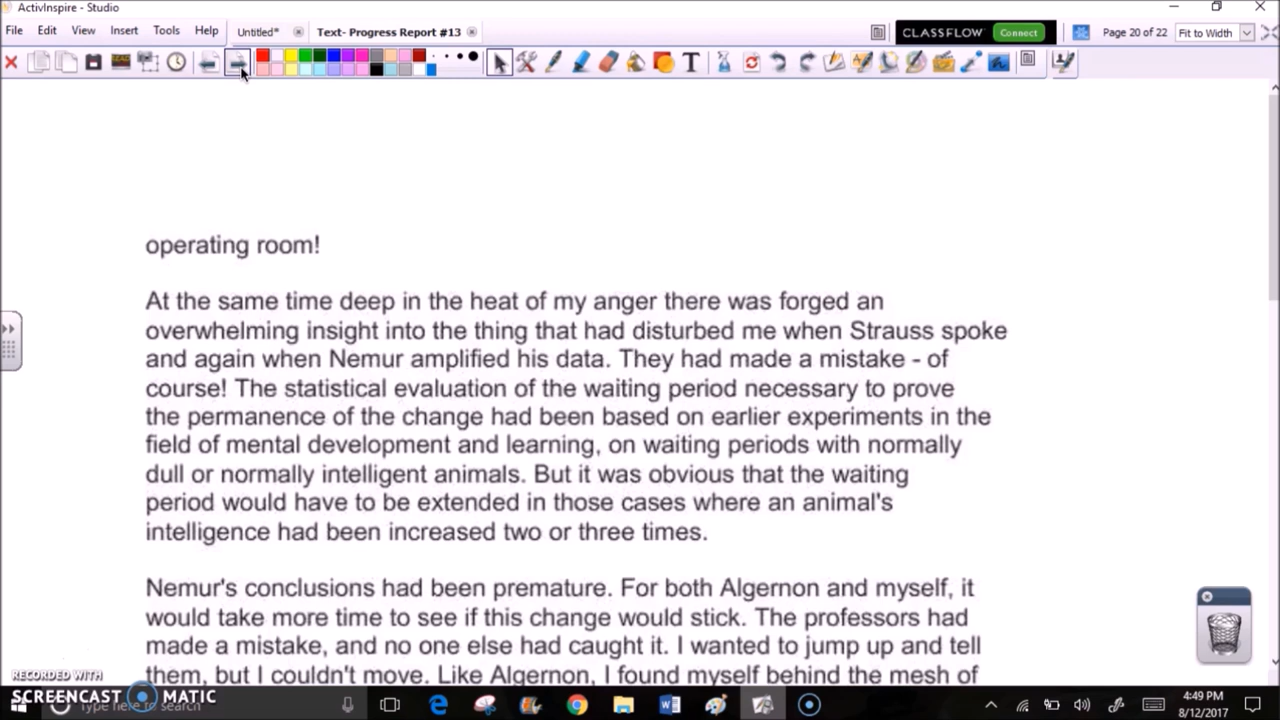 ActivInspire - Studio
File Edit View Insert Tools Help Untitled* Text- Progress Report #13 CLASSFLOW Connect Page 20 of 22 Fit to Width
operating room!
At the same time deep in the heat of my anger there was forged an
overwhelming insight into the thing that had disturbed me when Strauss spoke
and again when Nemur amplified his data. They had made a mistake - of
course! The statistical evaluation of the waiting period necessary to prove
the permanence of the change had been based on earlier experiments in the
field of mental development and learning, on waiting periods with normally
dull or normally intelligent animals. But it was obvious that the waiting
period would have to be extended in those cases where an animal's
intelligence had been increased two or three times.
Nemur's conclusions had been premature. For both Algernon and myself, it
would take more time to see if this change would stick. The professors had
made a mistake, and no one else had caught it. I wanted to jump up and tell
them, but I couldn't move. Like Algernon, I found myself behind the mesh of
RECORDED WITH
SCREENCAST MATIC
Type here to search
4:49 PM
8/12/2017